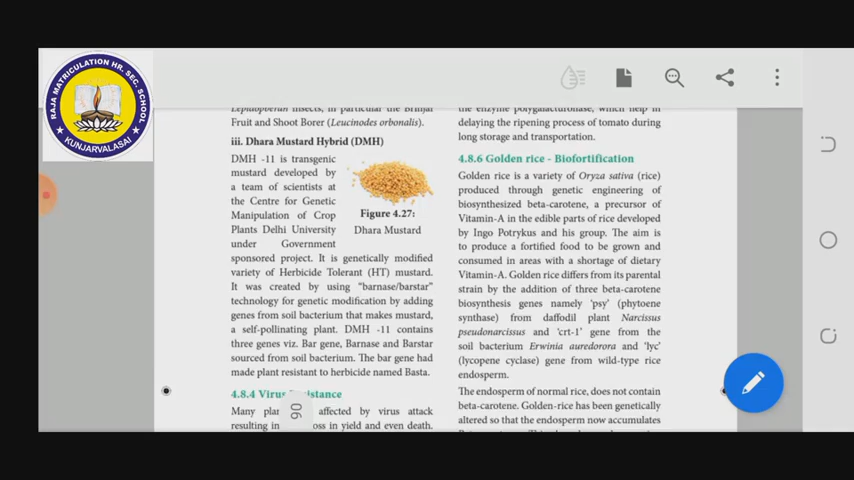 RAJA MATRICULATION HR. SEC. SCHOOL
KUNJARVALASAI
Lepidopteran insects, in particular the Brinjal
Fruit and Shoot Borer (Leucinodes orbonalis).
iii. Dhara Mustard Hybrid (DMH)
DMH -11 is transgenic
mustard developed by
a team of scientists at
the Centre for Genetic
Manipulation of Crop
Plants Delhi University
under Government
sponsored project. It is genetically modified
variety of Herbicide Tolerant (HT) mustard.
It was created by using "barnase/barstar"
technology for genetic modification by adding
genes from soil bacterium that makes mustard,
a self-pollinating plant. DMH -11 contains
three genes viz. Bar gene, Barnase and Barstar
sourced from soil bacterium. The bar gene had
made plant resistant to herbicide named Basta.
Figure 4.27:
Dhara Mustard
4.8.4 Virus Resistance
Many plan affected by virus attack
resulting in oss in yield and even death.
90
the enzyme polygalacturonase, which help in
delaying the ripening process of tomato during
long storage and transportation.
4.8.6 Golden rice - Biofortification
Golden rice is a variety of Oryza sativa (rice)
produced through genetic engineering of
biosynthesized beta-carotene, a precursor of
Vitamin-A in the edible parts of rice developed
by Ingo Potrykus and his group. The aim is
to produce a fortified food to be grown and
consumed in areas with a shortage of dietary
Vitamin-A. Golden rice differs from its parental
strain by the addition of three beta-carotene
biosynthesis genes namely 'psy' (phytoene
synthase) from daffodil plant Narcissus
pseudonarcissus and 'crt-1' gene from the
soil bacterium Erwinia auredorora and 'lyc'
(lycopene cyclase) gene from wild-type rice
endosperm.
The endosperm of normal rice, does not contain
beta-carotene. Golden-rice has been genetically
altered so that the endosperm now accumulates